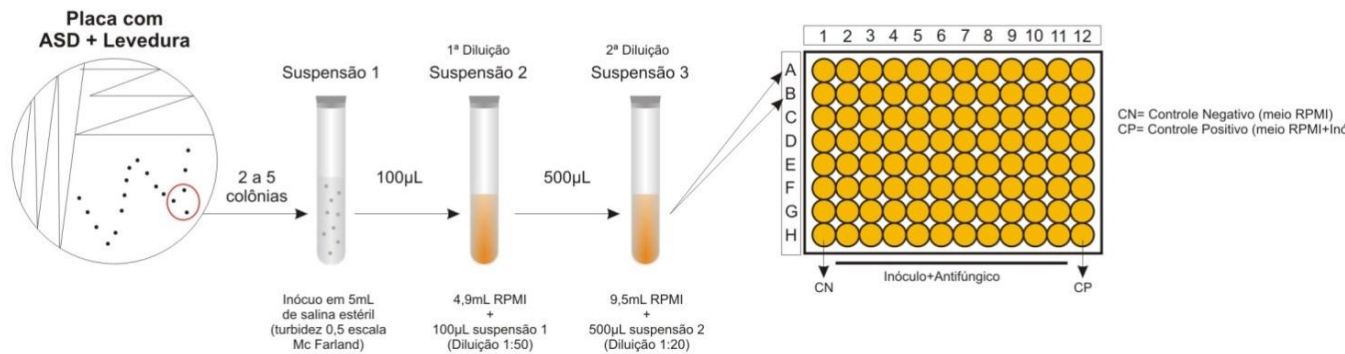 Placa com
ASD + Levedura
2 a 5
colônias
Suspensão 1
Inócuo em 5mL
de salina estéril
(turbidez 0,5 escala
Mc Farland)
100µL
1ª Diluição
Suspensão 2
4,9mL RPMI
+
100µL suspensão 1
(Diluição 1:50)
500µL
2ª Diluição
Suspensão 3
9,5mL RPMI
+
500µL suspensão 2
(Diluição 1:20)
1 2 3 4 5 6 7 8 9 10 11 12
A
B
C
D
E
F
G
H
CN
Inóculo+Antifúngico
CP
CN= Controle Negativo (meio RPMI)
CP= Controle Positivo (meio RPMI+Inó